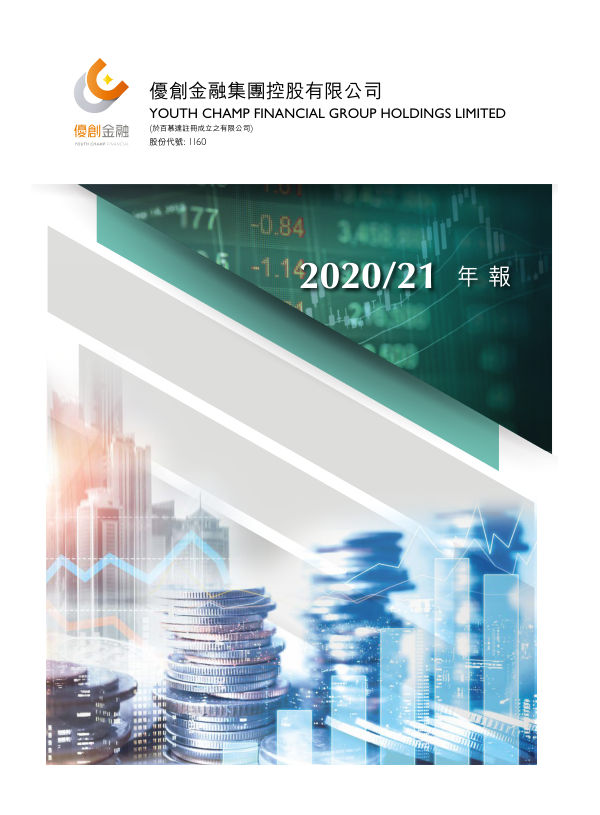 優創金融集團控股有限公司
YOUTH CHAMP FINANCIAL GROUP HOLDINGS LIMITED
(於百慕達註冊成立之有限公司)
股份代號: 1160
優創金融
YOUTH CHAMP FINANCIAL
177
-0.84
-1.14
2020/21 年報